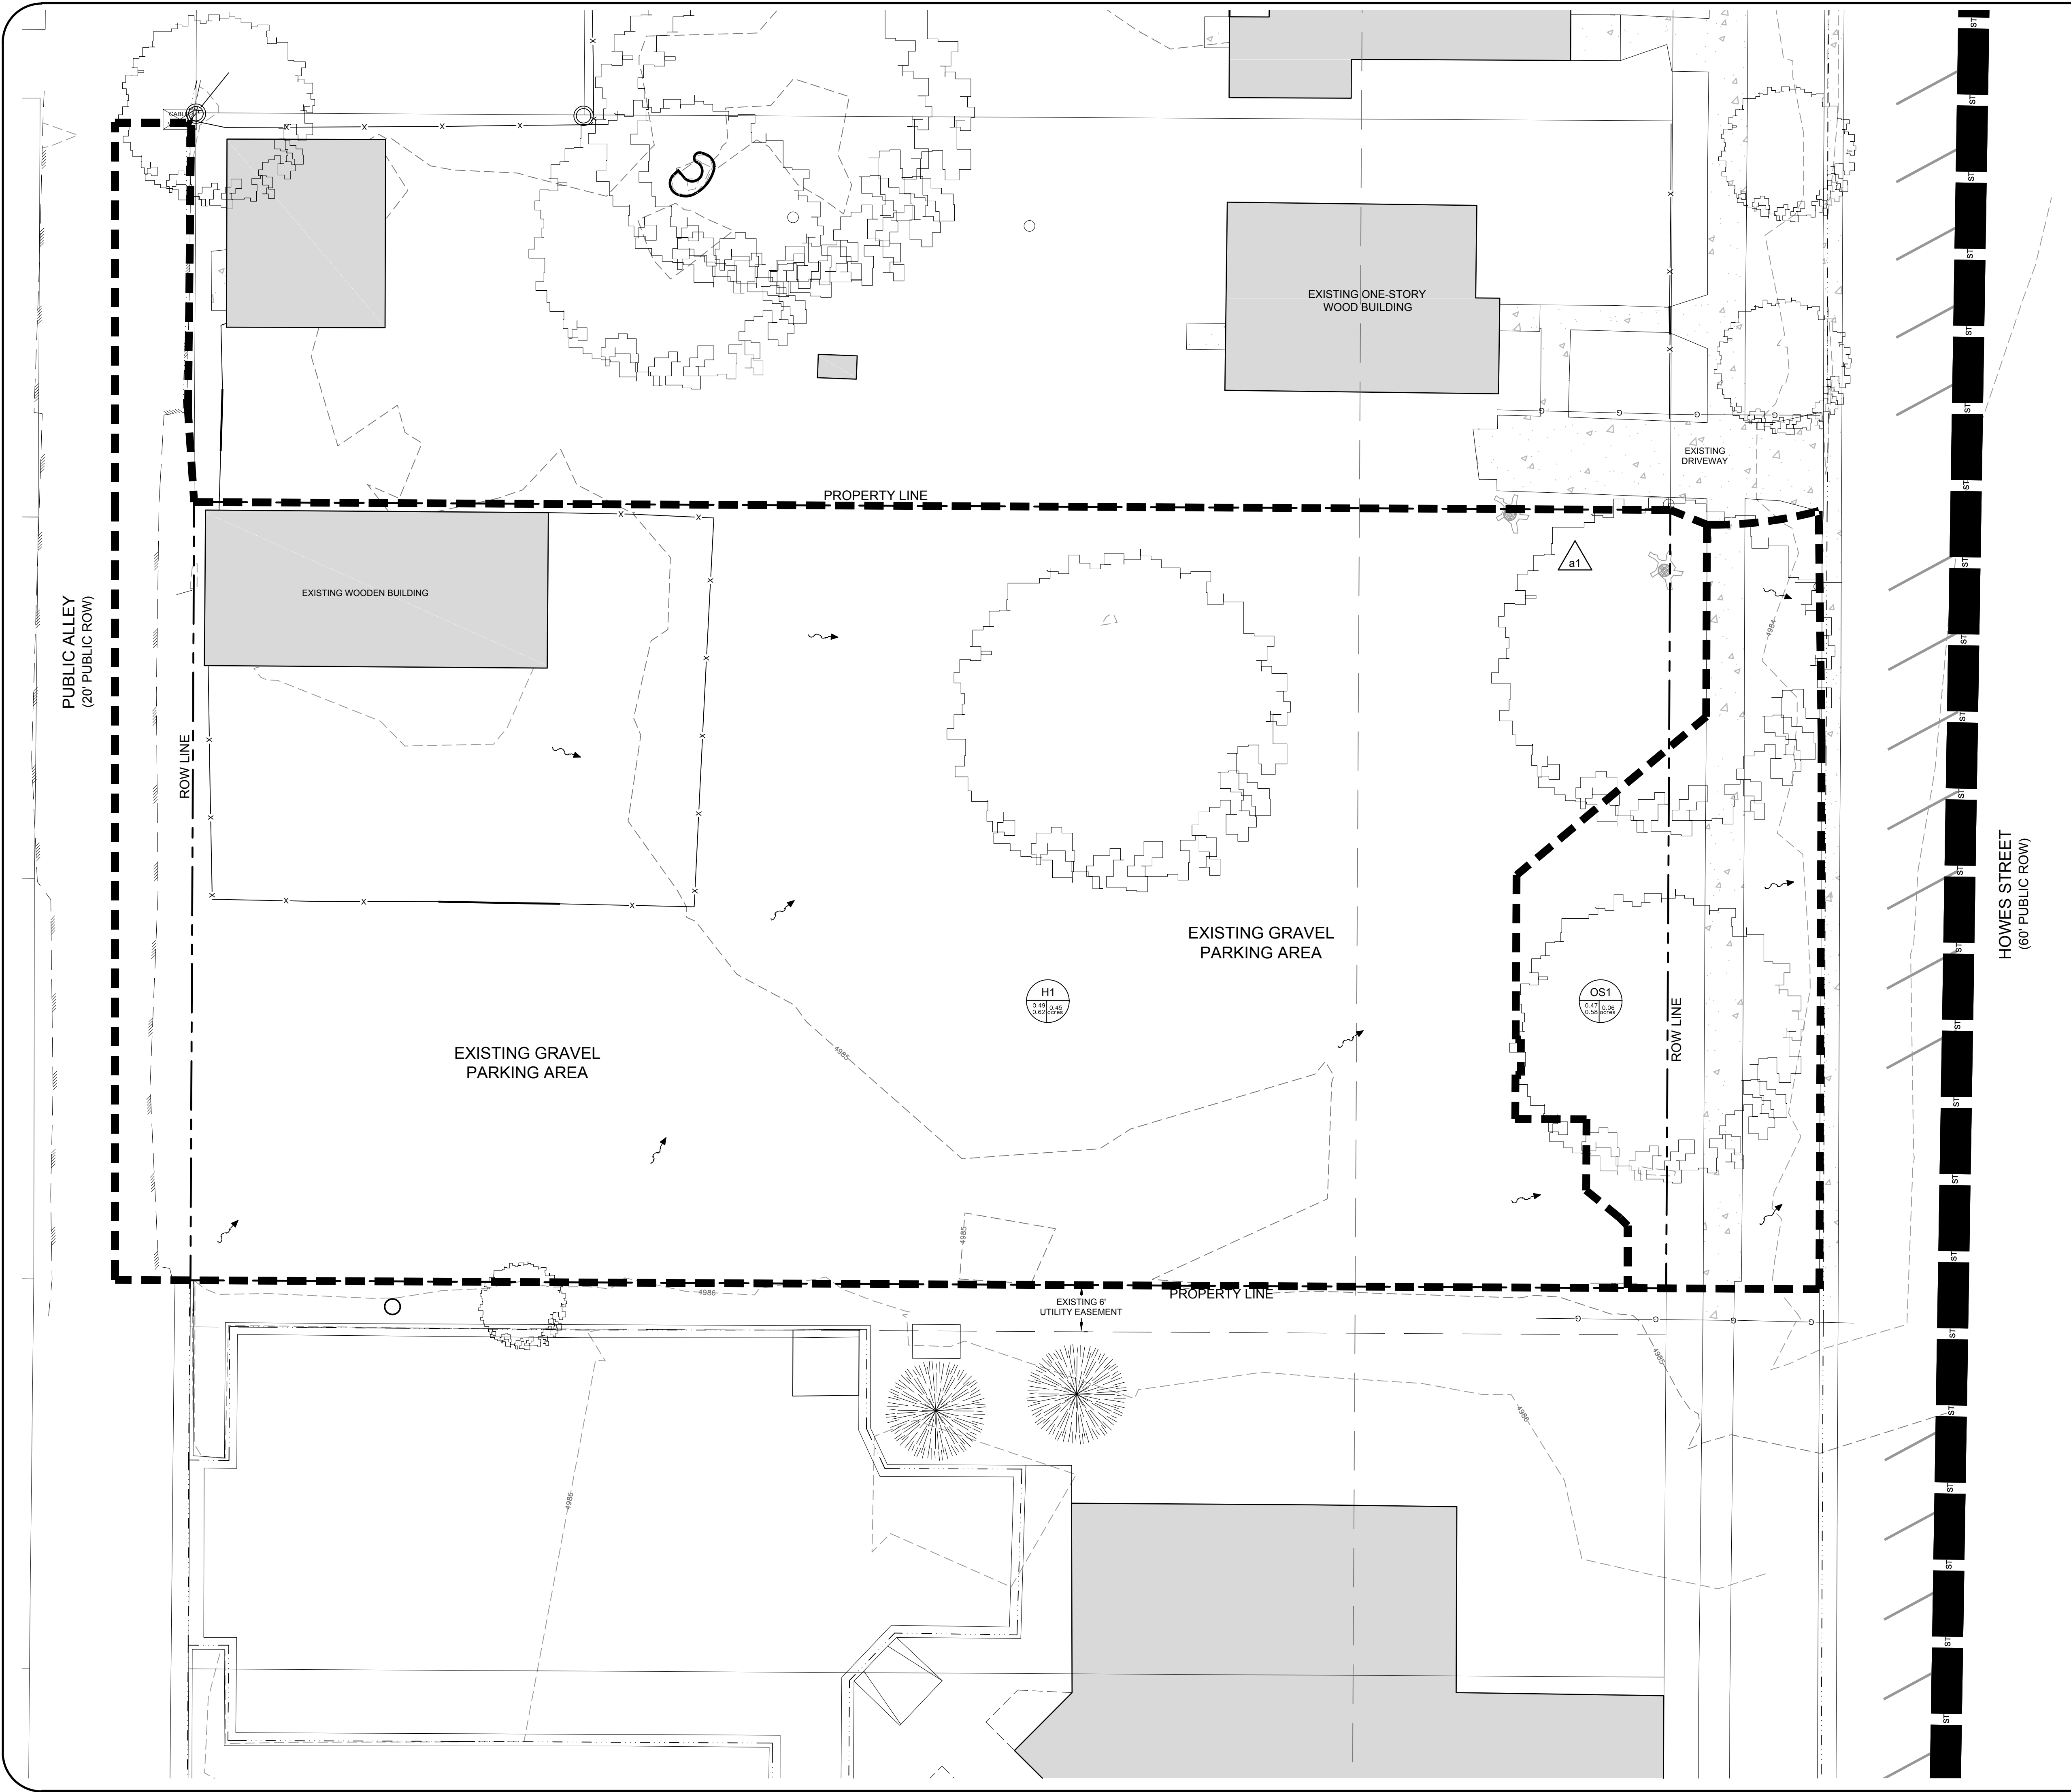 CABLE
EXISTING ONE-STORY
WOOD BUILDING
EXISTING
DRIVEWAY
PROPERTY LINE
a1
EXISTING WOODEN BUILDING
PUBLIC ALLEY
(20' PUBLIC ROW)
4984
ROW LINE
HOWES STREET
(60' PUBLIC ROW)
EXISTING GRAVEL
PARKING AREA
H1
0.49 0.45
0.62 acres
OS1
0.47 0.06
0.58 acres
ROW LINE
EXISTING GRAVEL
PARKING AREA
4985
4985
4986
PROPERTY LINE
EXISTING 6'
UTILITY EASEMENT
4985
4986
4986
X
G
ST